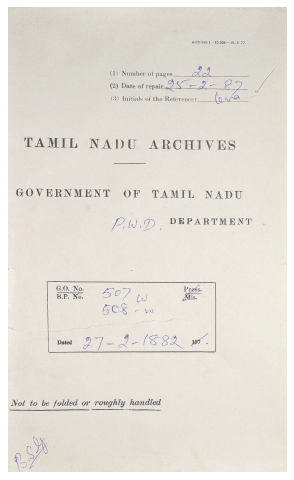 (1) Number of pages 22
(2) Date of repair 25-2-87
(3) Initials of the Referencer
TAMIL NADU ARCHIVES
GOVERNMENT OF TAMIL NADU
P.W.D. DEPARTMENT
G.O. No. 507 W Press.
B.P. No. 508-W Mis.
Dated 27-2-1882 197 .
Not to be folded or roughly handled